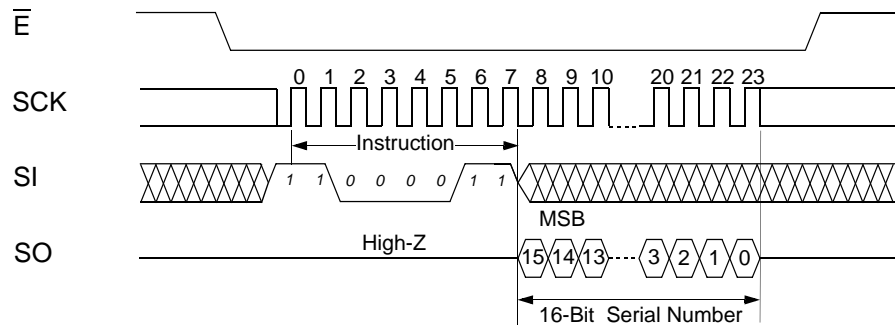 E
0 1 2 3 4 5 6 7 8 9 10 20 21 22 23
SCK
Instruction
SI 1 1 0 0 0 0 1 1
MSB
High-Z
SO 15 14 13 3 2 1 0
16-Bit Serial Number